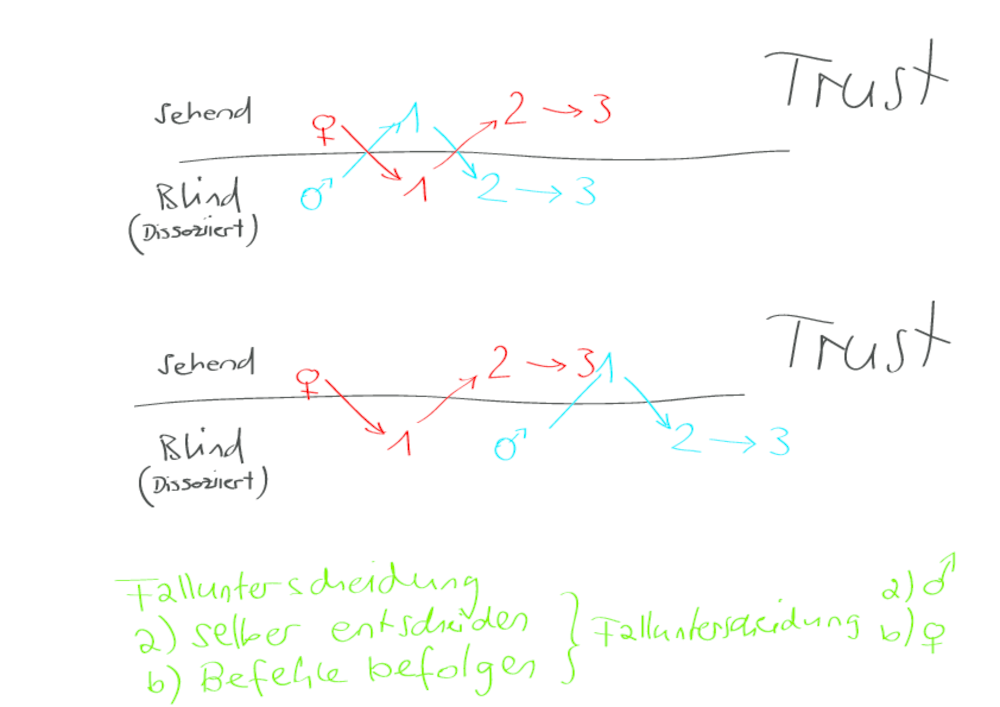 Trust
Sehend ♀ 1 2 → 3
Blind ♂ 1 2 → 3
(Dissoziiert)
Trust
Sehend ♀ 2 → 3 1
Blind 1 ♂ 2 → 3
(Dissoziiert)
Fallunterscheidung
a) selber entscheiden } Fallunterscheidung a) ♂
b) Befehle befolgen b) ♀